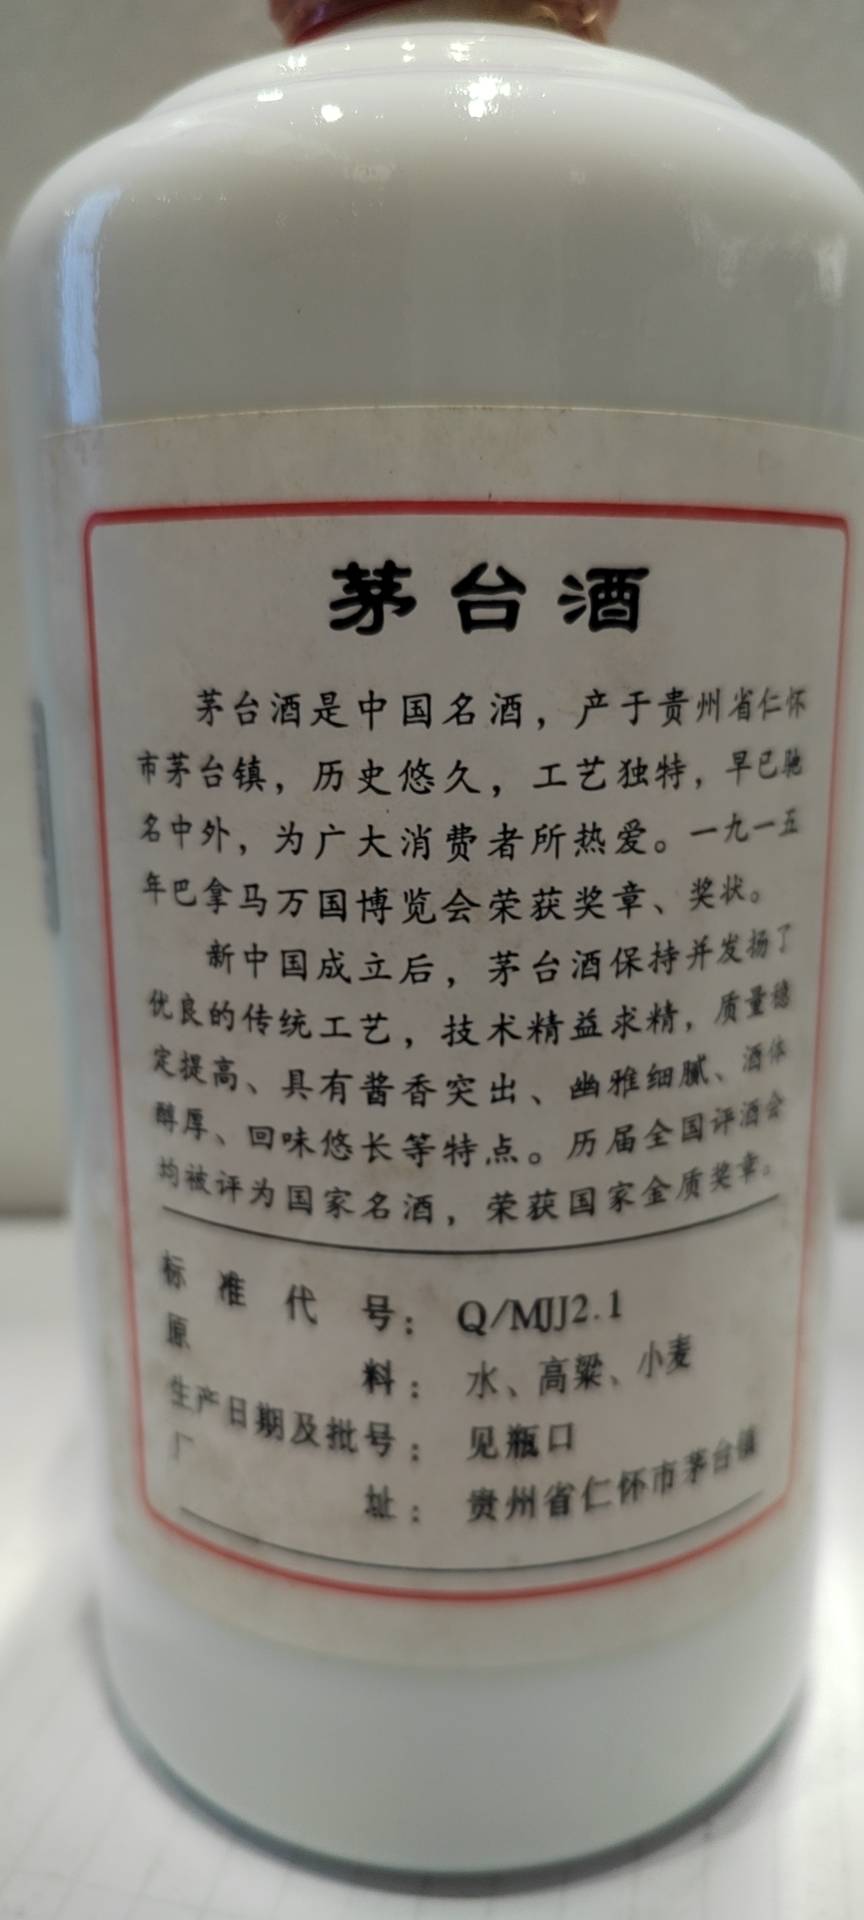 茅台酒
茅台酒是中国名酒，产于贵州省仁怀
市茅台镇，历史悠久，工艺独特，早已驰
名中外，为广大消费者所热爱。一九一五
年巴拿马万国博览会荣获奖章、奖状。
新中国成立后，茅台酒保持并发扬了
优良的传统工艺，技术精益求精，质量稳
定提高、具有酱香突出、幽雅细腻、酒体
醇厚、回味悠长等特点。历届全国评酒会
均被评为国家名酒，荣获国家金质奖章。
标准代号：Q/MJJ2.1
原料：水、高粱、小麦
生产日期及批号：见瓶口
厂址：贵州省仁怀市茅台镇